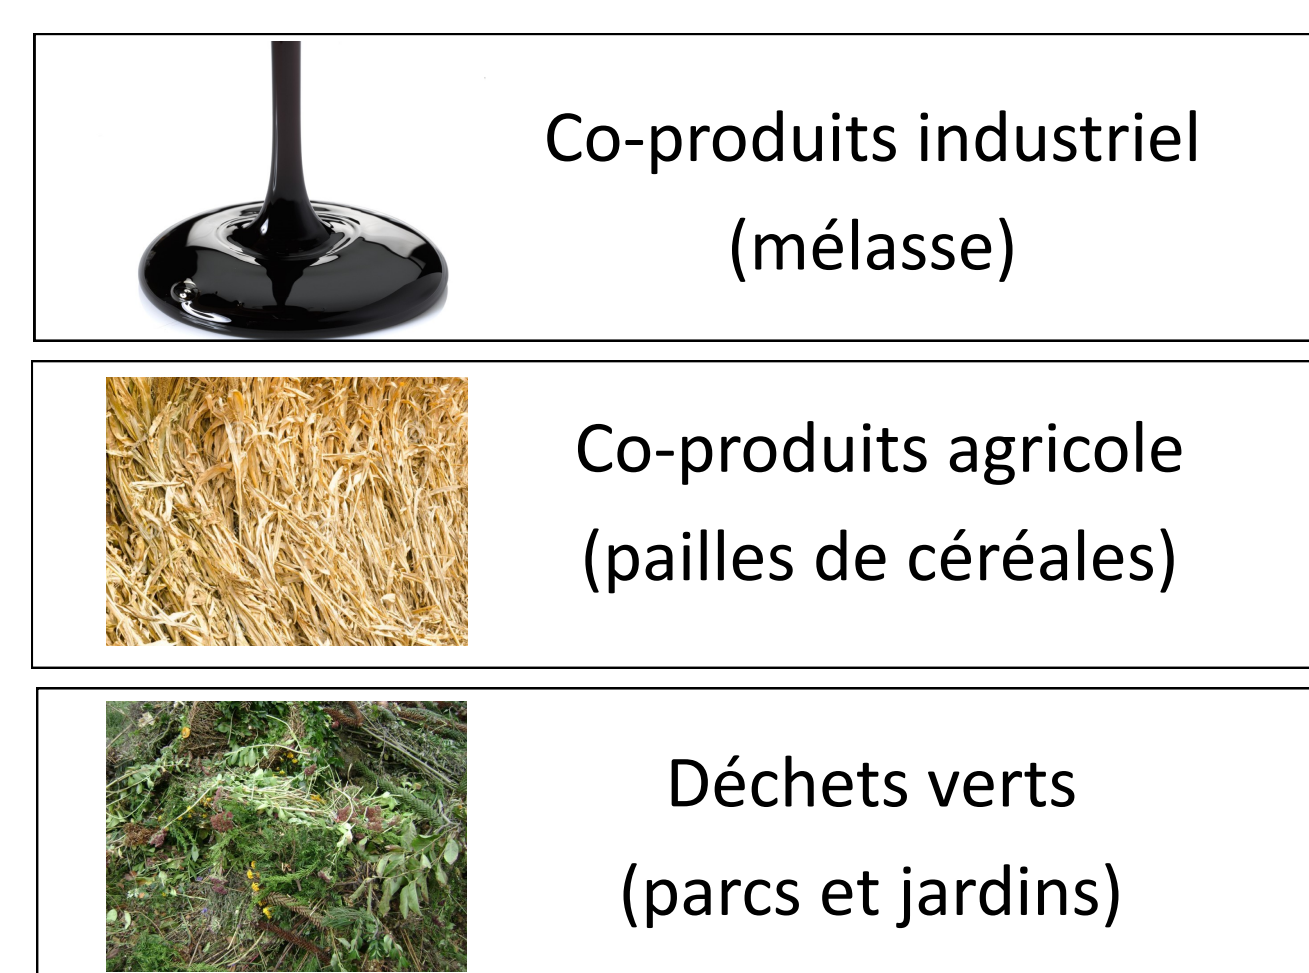 Co-produits industriel
(mélasse)
Co-produits agricole
(pailles de céréales)
Déchets verts
(parcs et jardins)